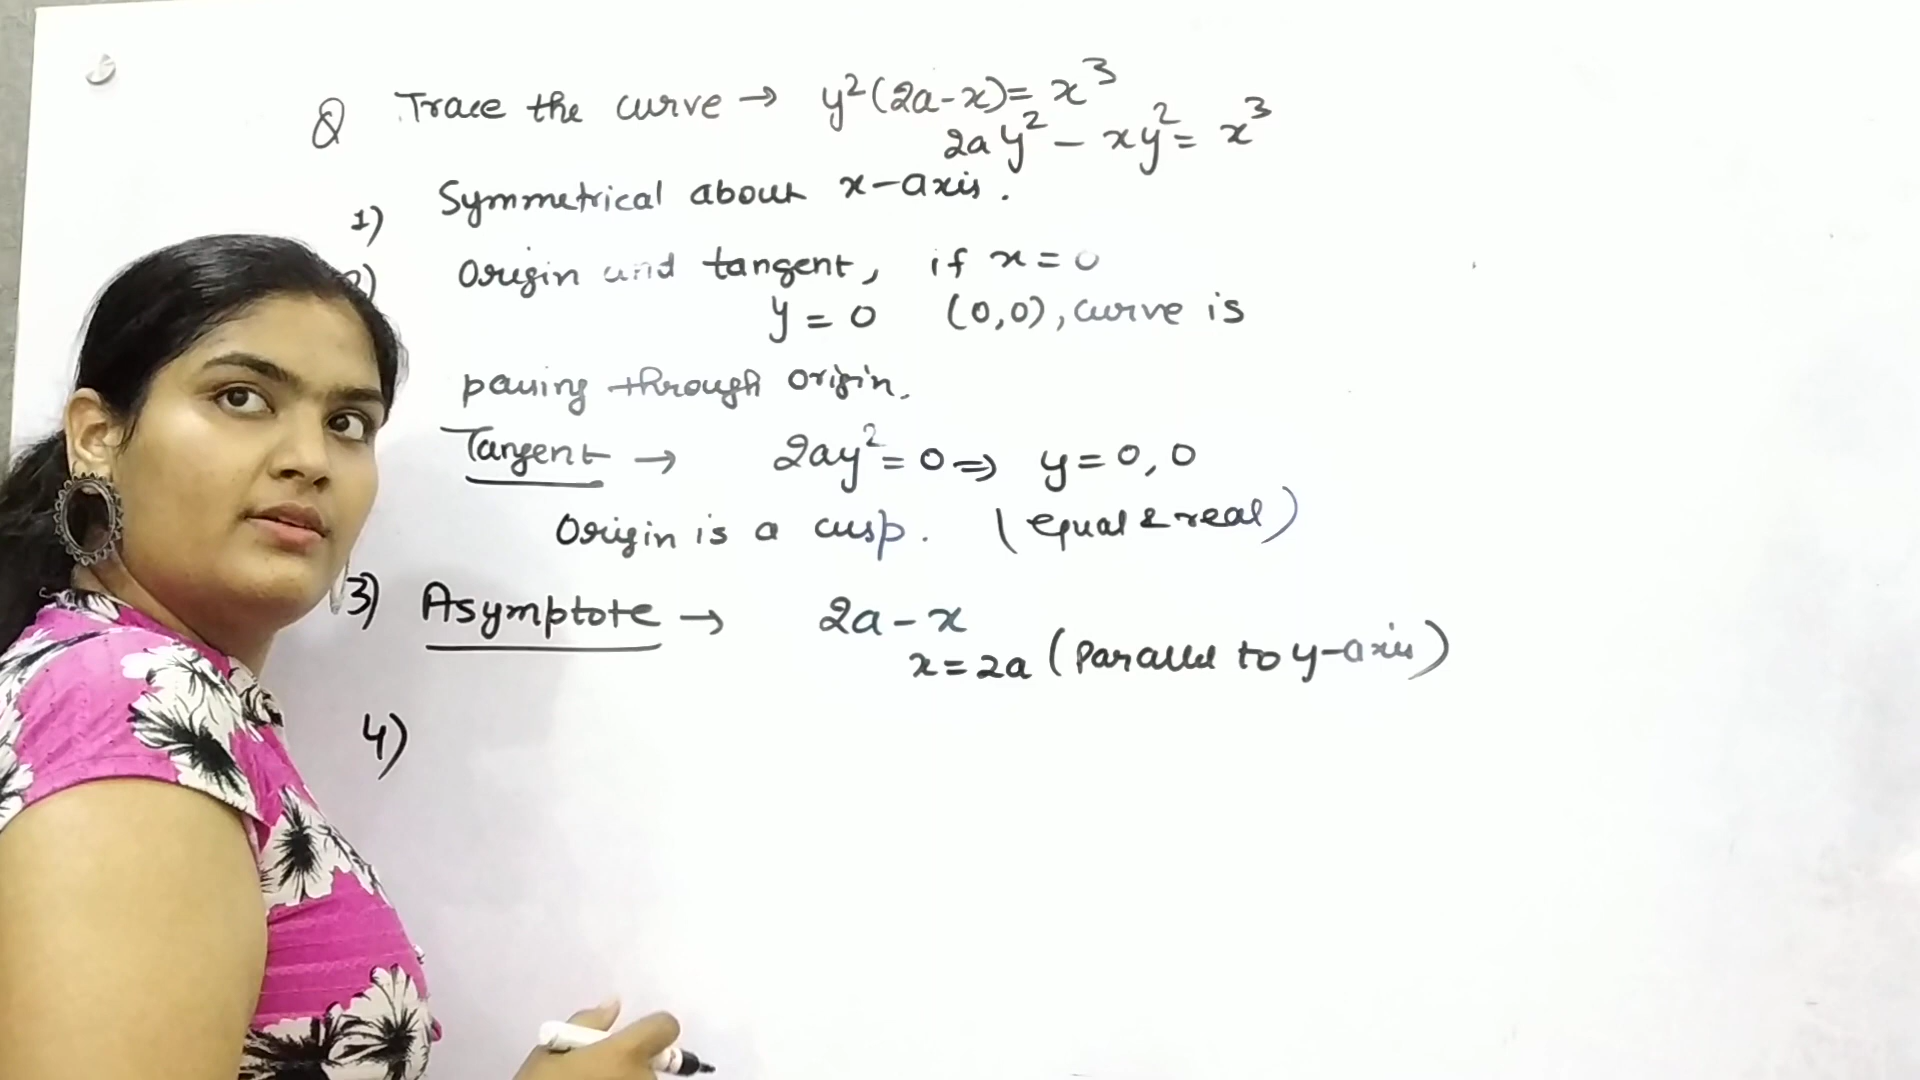 Q Trace the curve → y²(2a-x)= x³
2ay² - xy² = x³
1) Symmetrical about x-axis.
2) Origin and tangent, if x=0
y = 0 (0,0), curve is
passing through origin.
Tangent → 2ay²=0 ⇒ y=0,0
Origin is a cusp. (equal & real)
3) Asymptote → 2a-x
x=2a (Parallel to y-axis)
4)